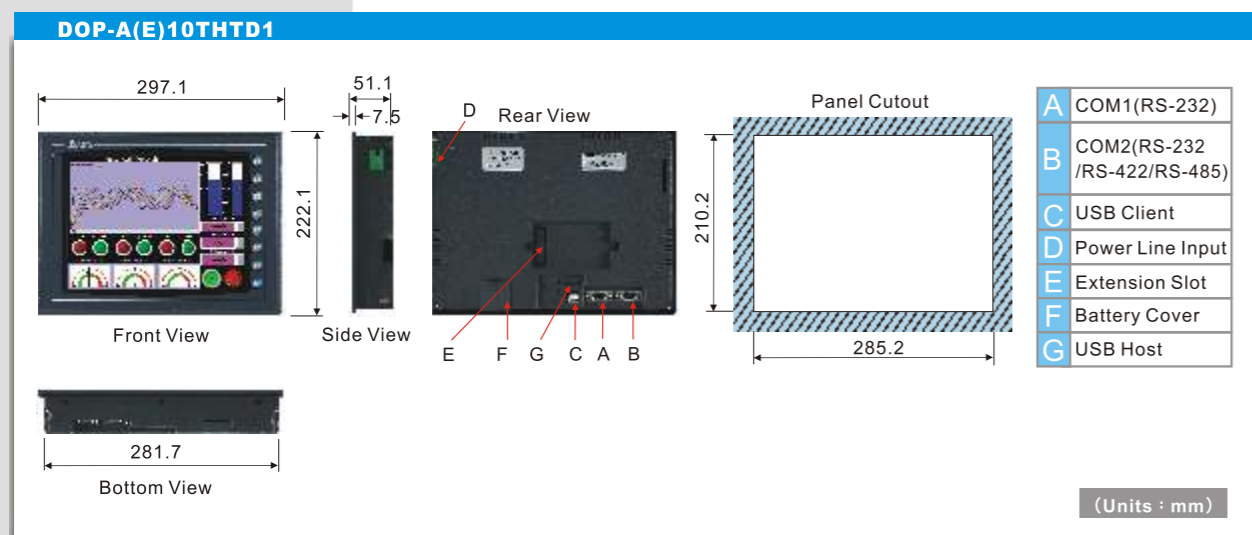 DOP-A(E)10THTD1
297.1
51.1
7.5
D
Rear View
Panel Cutout
222.1
210.2
285.2
Front View
Side View
E
F
G
C
A
B
281.7
Bottom View
A COM1(RS-232)
B COM2(RS-232
/RS-422/RS-485)
C USB Client
D Power Line Input
E Extension Slot
F Battery Cover
G USB Host
(Units : mm)